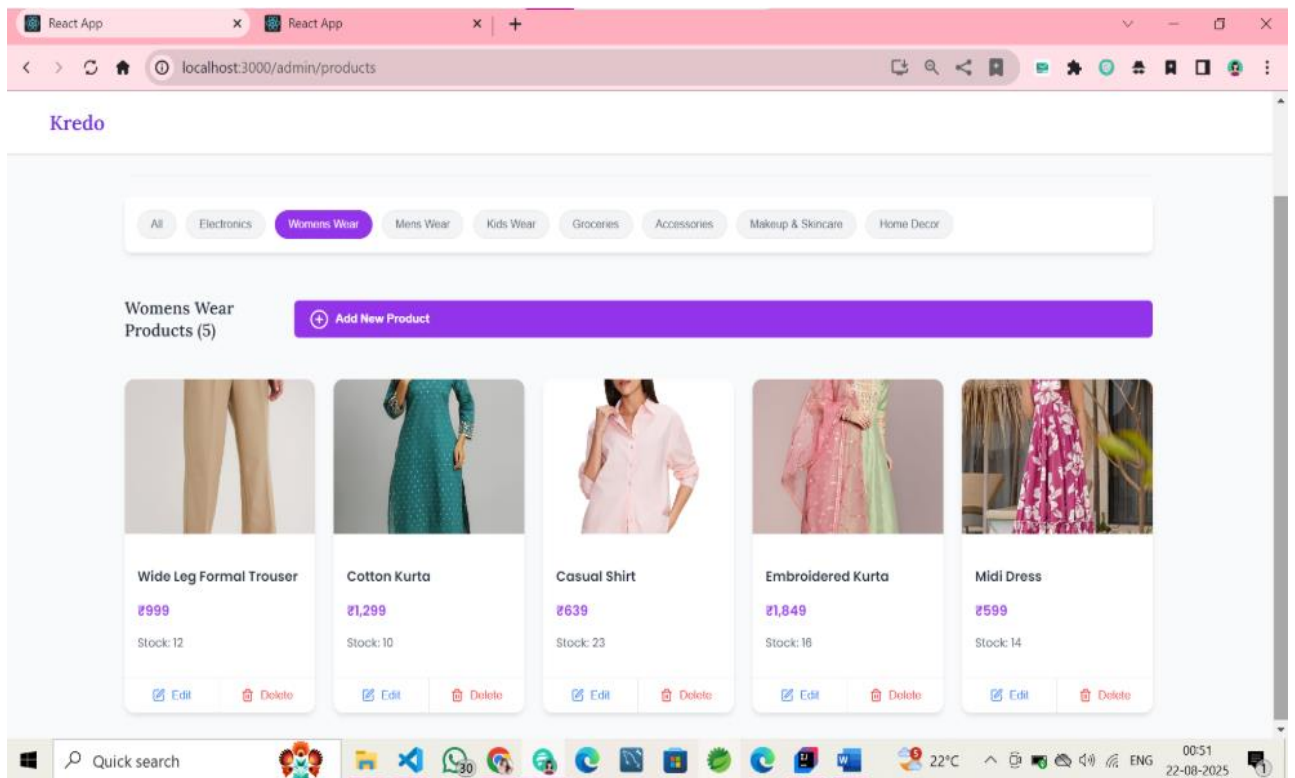 React App
React App
localhost:3000/admin/products
Kredo
All Electronics Womens Wear Mens Wear Kids Wear Groceries Accessories Makeup & Skincare Home Decor
Womens Wear
Products (5)
Add New Product
Wide Leg Formal Trouser Cotton Kurta Casual Shirt Embroidered Kurta Midi Dress
₹999 ₹1,299 ₹639 ₹1,849 ₹599
Stock: 12 Stock: 10 Stock: 23 Stock: 16 Stock: 14
Edit Delete Edit Delete Edit Delete Edit Delete Edit Delete
Quick search 30 W 9 22°C ENG 00:51
22-08-2025 1